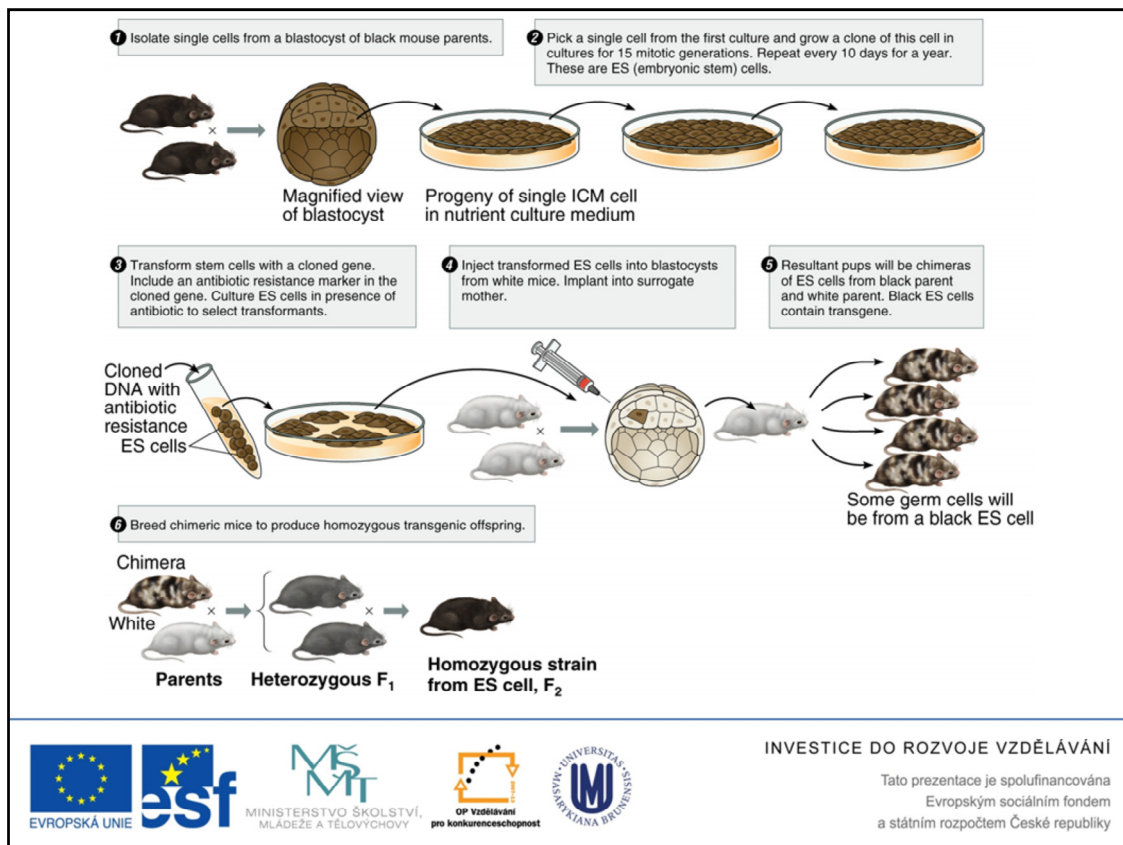 1 Isolate single cells from a blastocyst of black mouse parents.
2 Pick a single cell from the first culture and grow a clone of this cell in
cultures for 15 mitotic generations. Repeat every 10 days for a year.
These are ES (embryonic stem) cells.
×
Magnified view
of blastocyst
Progeny of single ICM cell
in nutrient culture medium
3 Transform stem cells with a cloned gene.
Include an antibiotic resistance marker in the
cloned gene. Culture ES cells in presence of
antibiotic to select transformants.
4 Inject transformed ES cells into blastocysts
from white mice. Implant into surrogate
mother.
5 Resultant pups will be chimeras
of ES cells from black parent
and white parent. Black ES cells
contain transgene.
Cloned
DNA with
antibiotic
resistance
ES cells
×
Some germ cells will
be from a black ES cell
6 Breed chimeric mice to produce homozygous transgenic offspring.
Chimera
× ×
White
Parents
Heterozygous F1
Homozygous strain
from ES cell, F2
EVROPSKÁ UNIE
esf
MŠMT
MINISTERSTVO ŠKOLSTVÍ,
MLÁDEŽE A TĚLOVÝCHOVY
2007-13
OP Vzdělávání
pro konkurenceschopnost
UNIVERSITAS MASARYKIANA BRUNENSIS
INVESTICE DO ROZVOJE VZDĚLÁVÁNÍ
Tato prezentace je spolufinancována
Evropským sociálním fondem
a státním rozpočtem České republiky